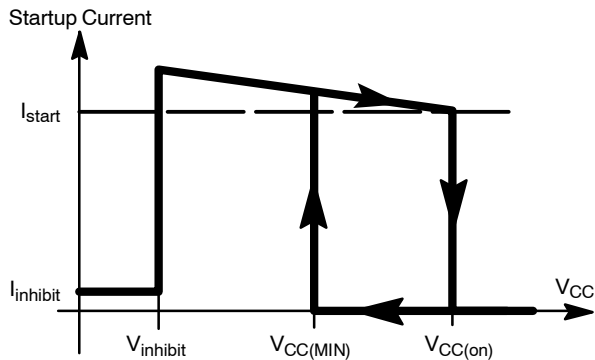 Startup Current
I_start
I_inhibit
V_CC
V_inhibit
V_CC(MIN)
V_CC(on)